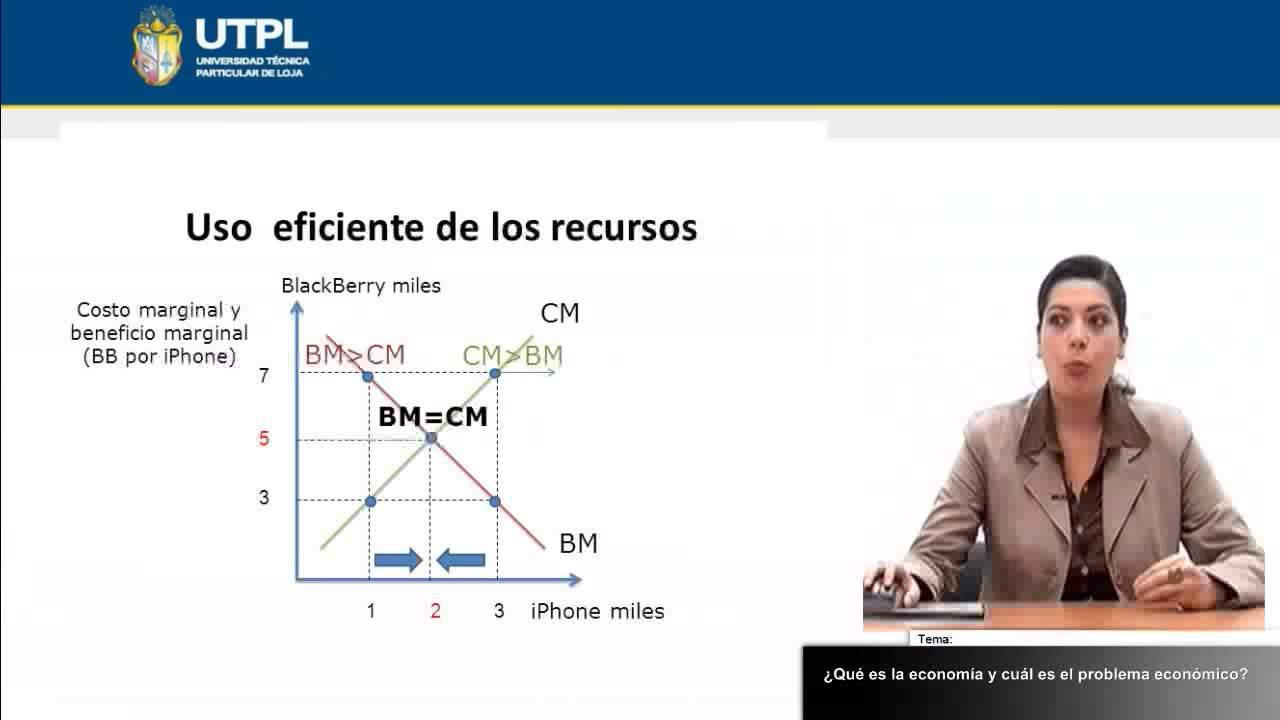 UTPL
UNIVERSIDAD TÉCNICA
PARTICULAR DE LOJA
Uso eficiente de los recursos
BlackBerry miles
Costo marginal y
beneficio marginal
(BB por iPhone)
CM
BM>CM
CM>BM
7
BM=CM
5
3
BM
1
2
3
iPhone miles
Tema:
¿Qué es la economía y cuál es el problema económico?